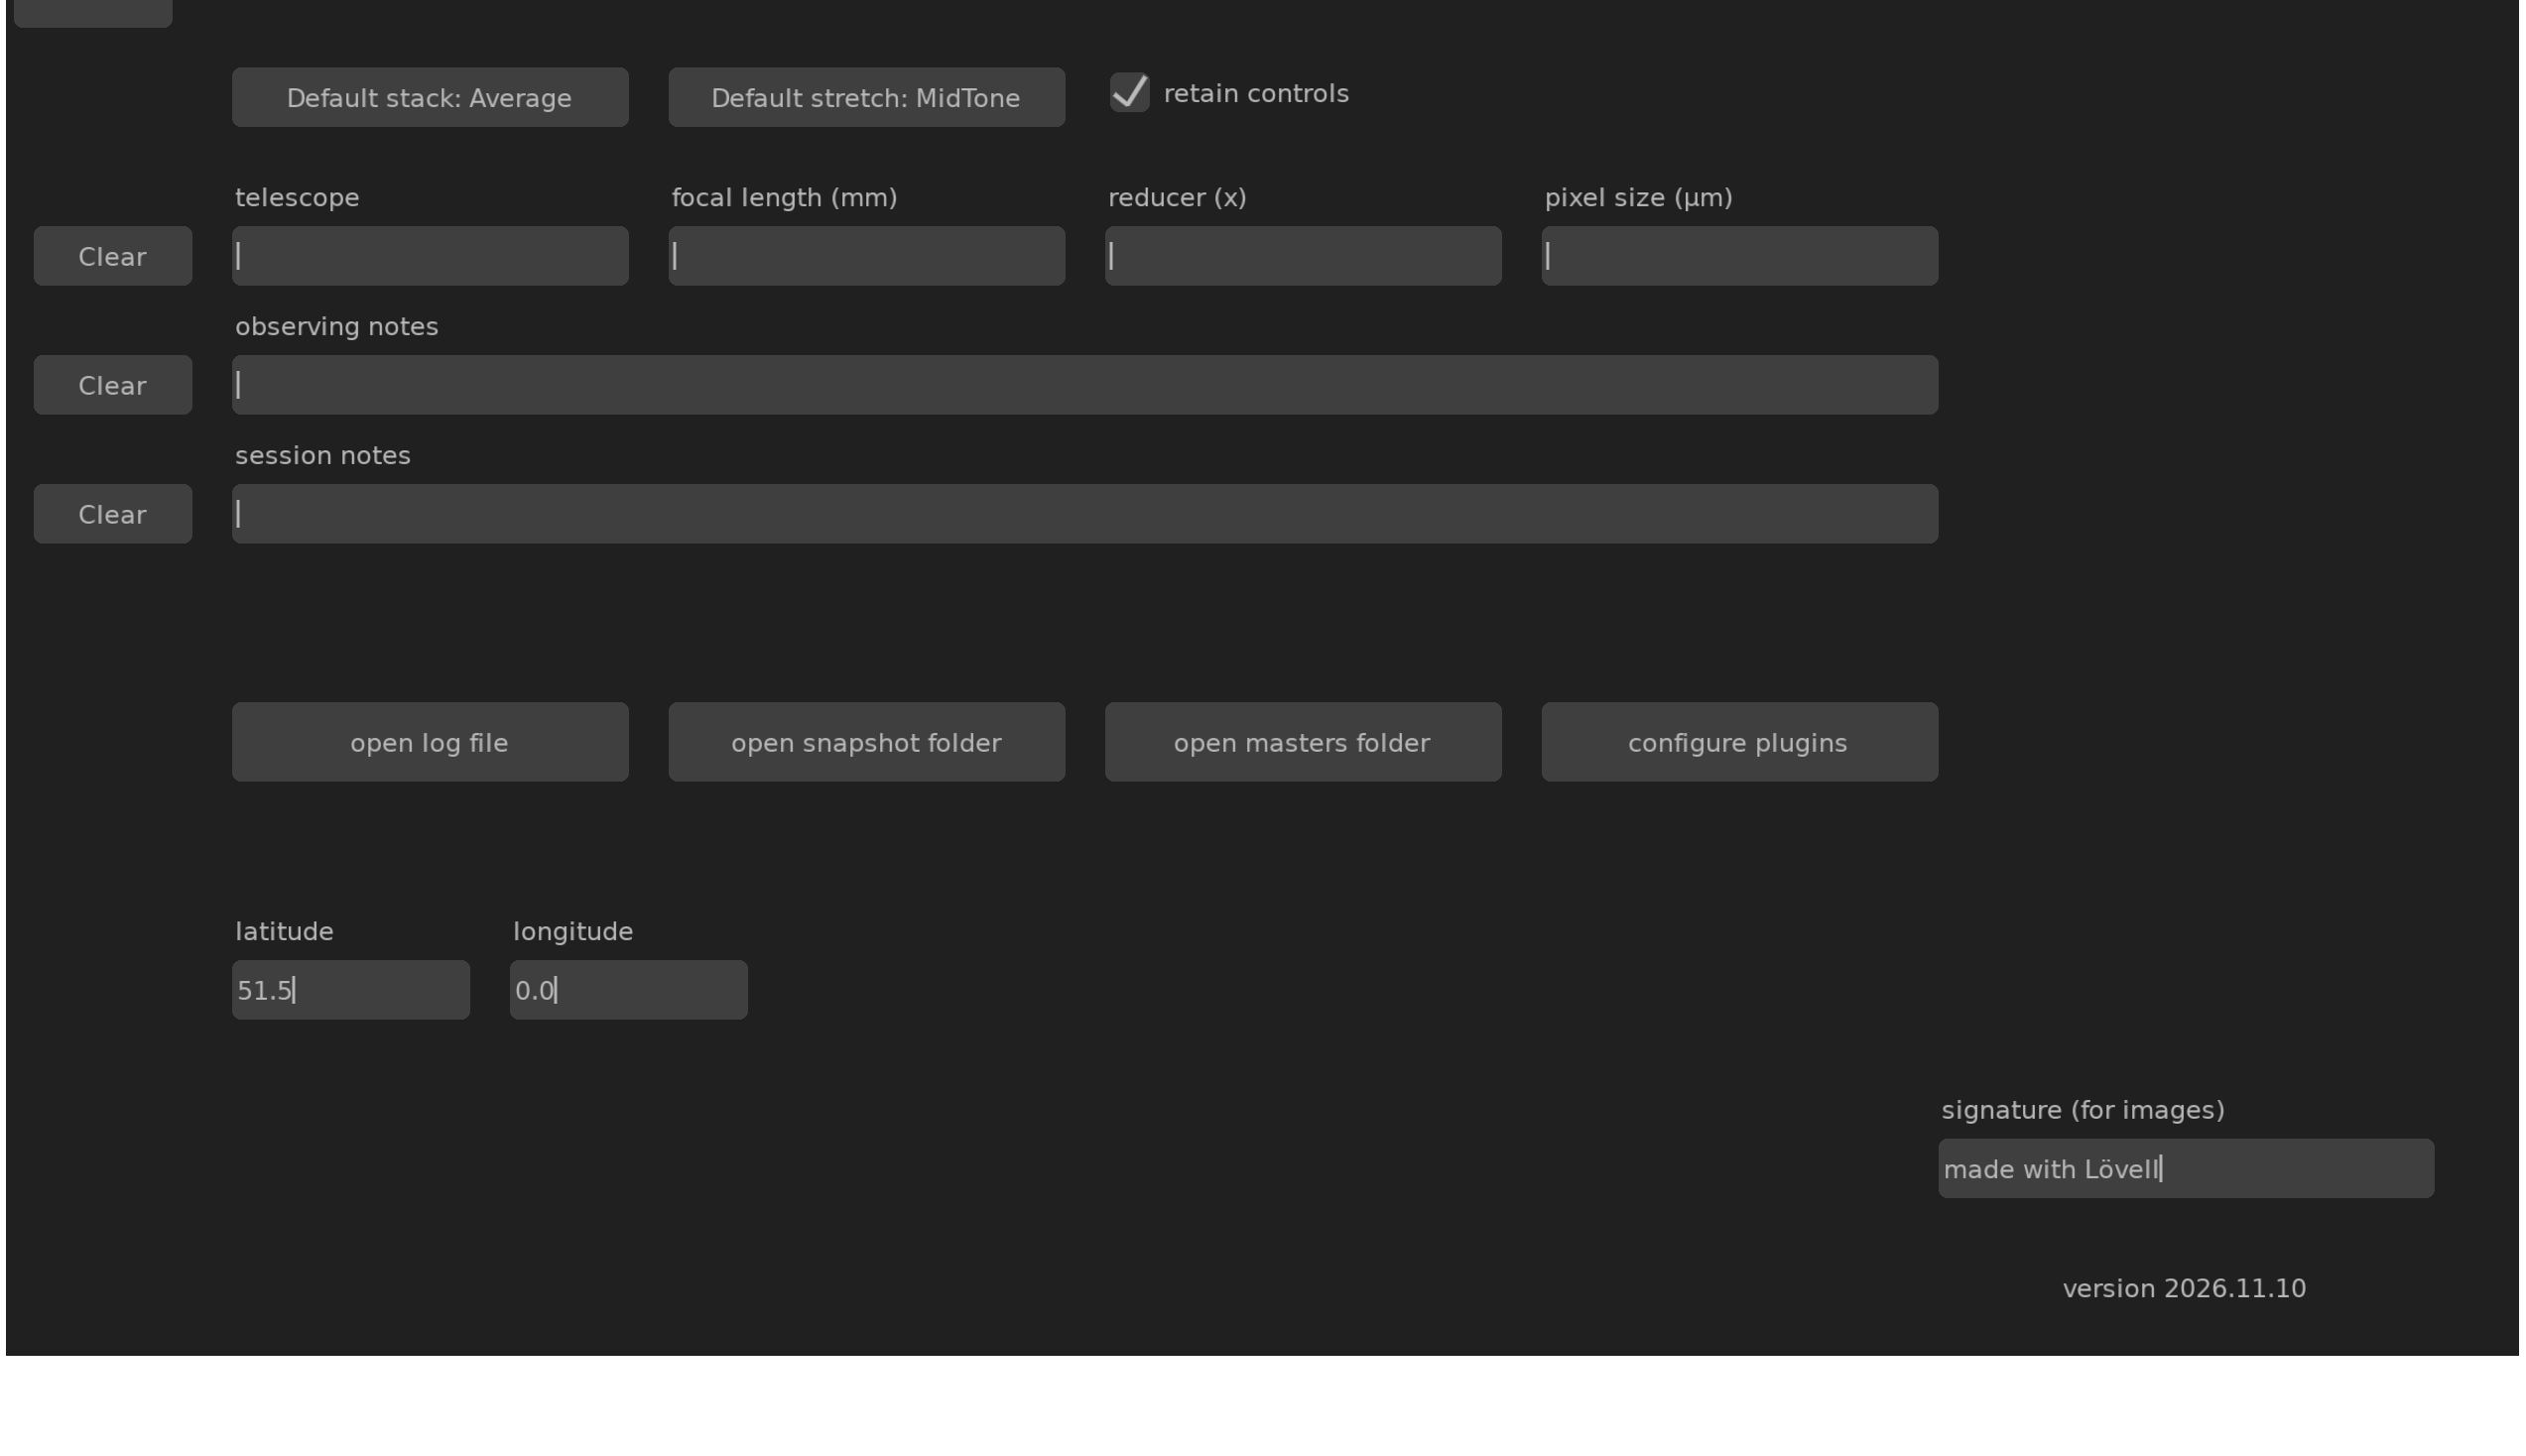 Default stack: Average Default stretch: MidTone retain controls
telescope focal length (mm) reducer (x) pixel size (µm)
Clear
observing notes
Clear
session notes
Clear
open log file open snapshot folder open masters folder configure plugins
latitude longitude
51.5 0.0
signature (for images)
made with Lövell
version 2026.11.10